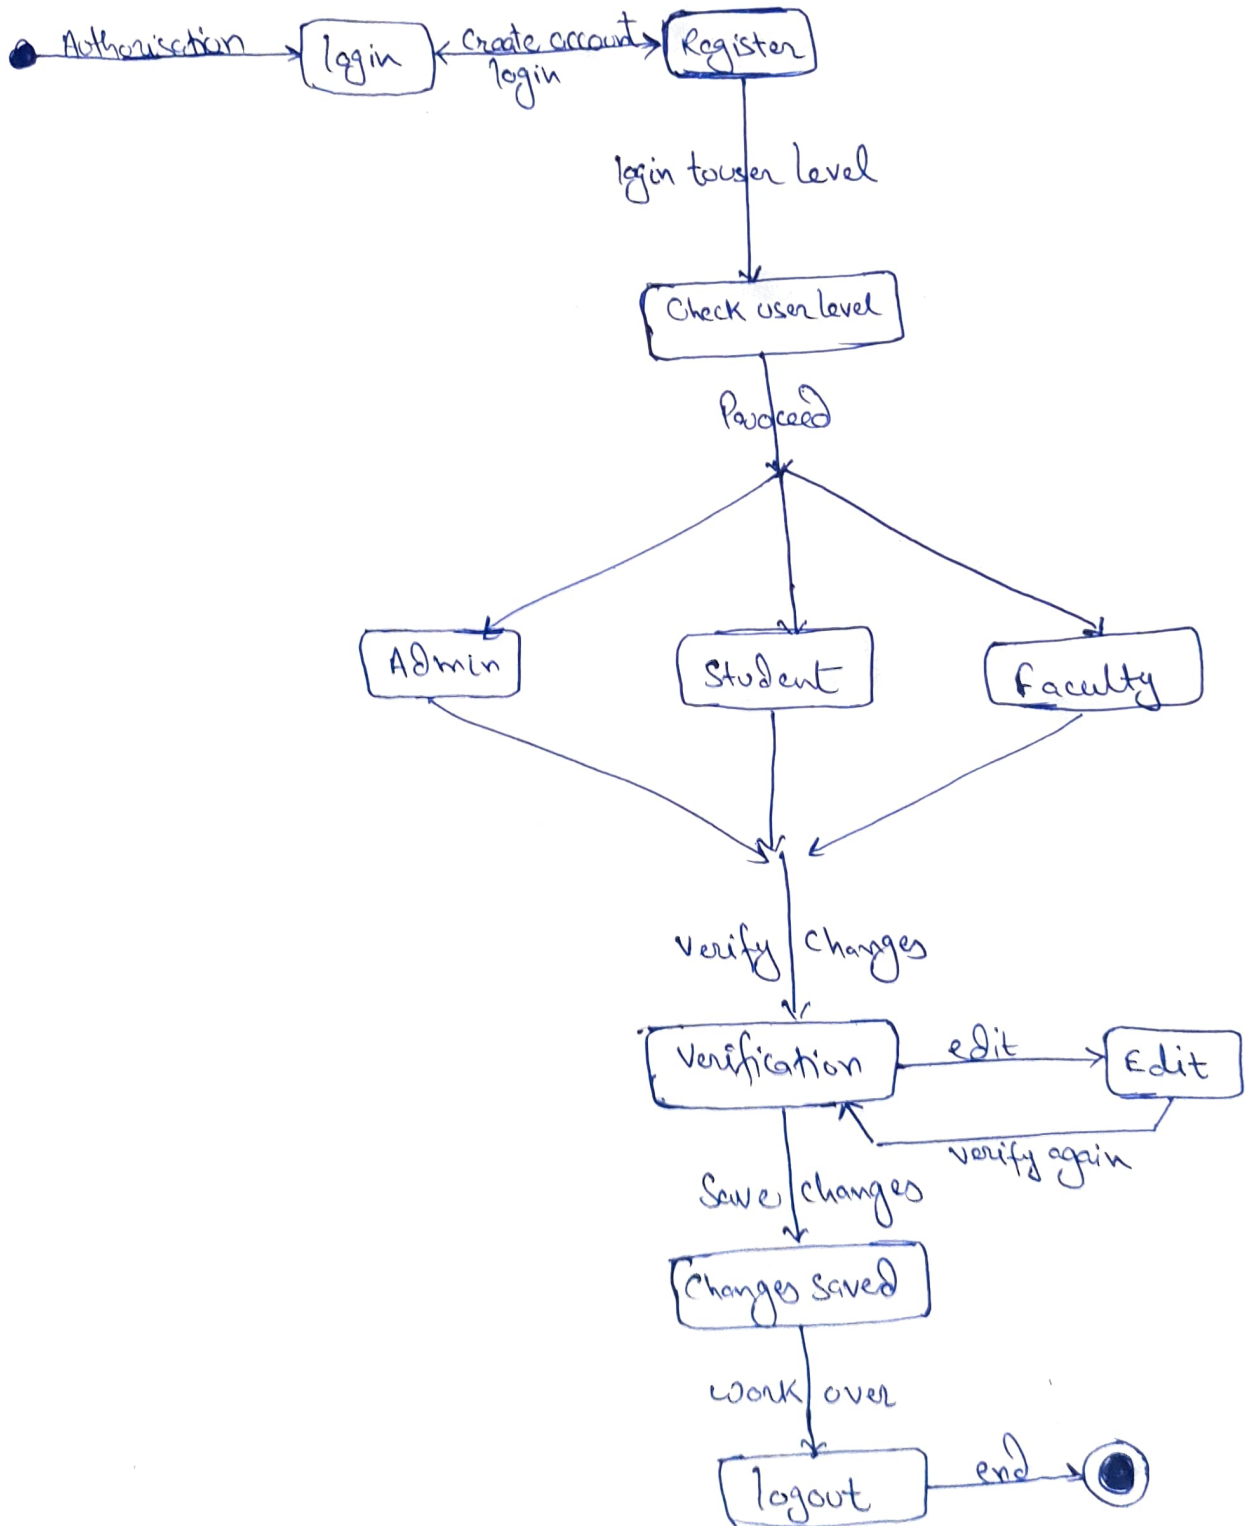 Authorisation
login
Create account
login
Register
login to user level
Check user level
Proceed
Admin
Student
Faculty
Verify Changes
Verification
edit
Edit
verify again
Save changes
Changes saved
work over
logout
end